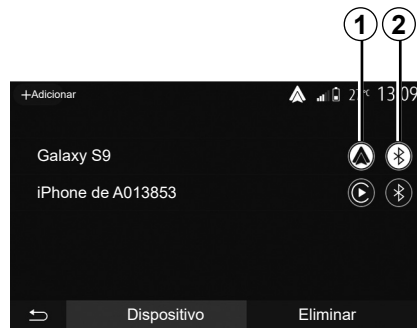 1 2
+Adicionar 13:09
Galaxy S9
iPhone de A013853
Dispositivo Eliminar